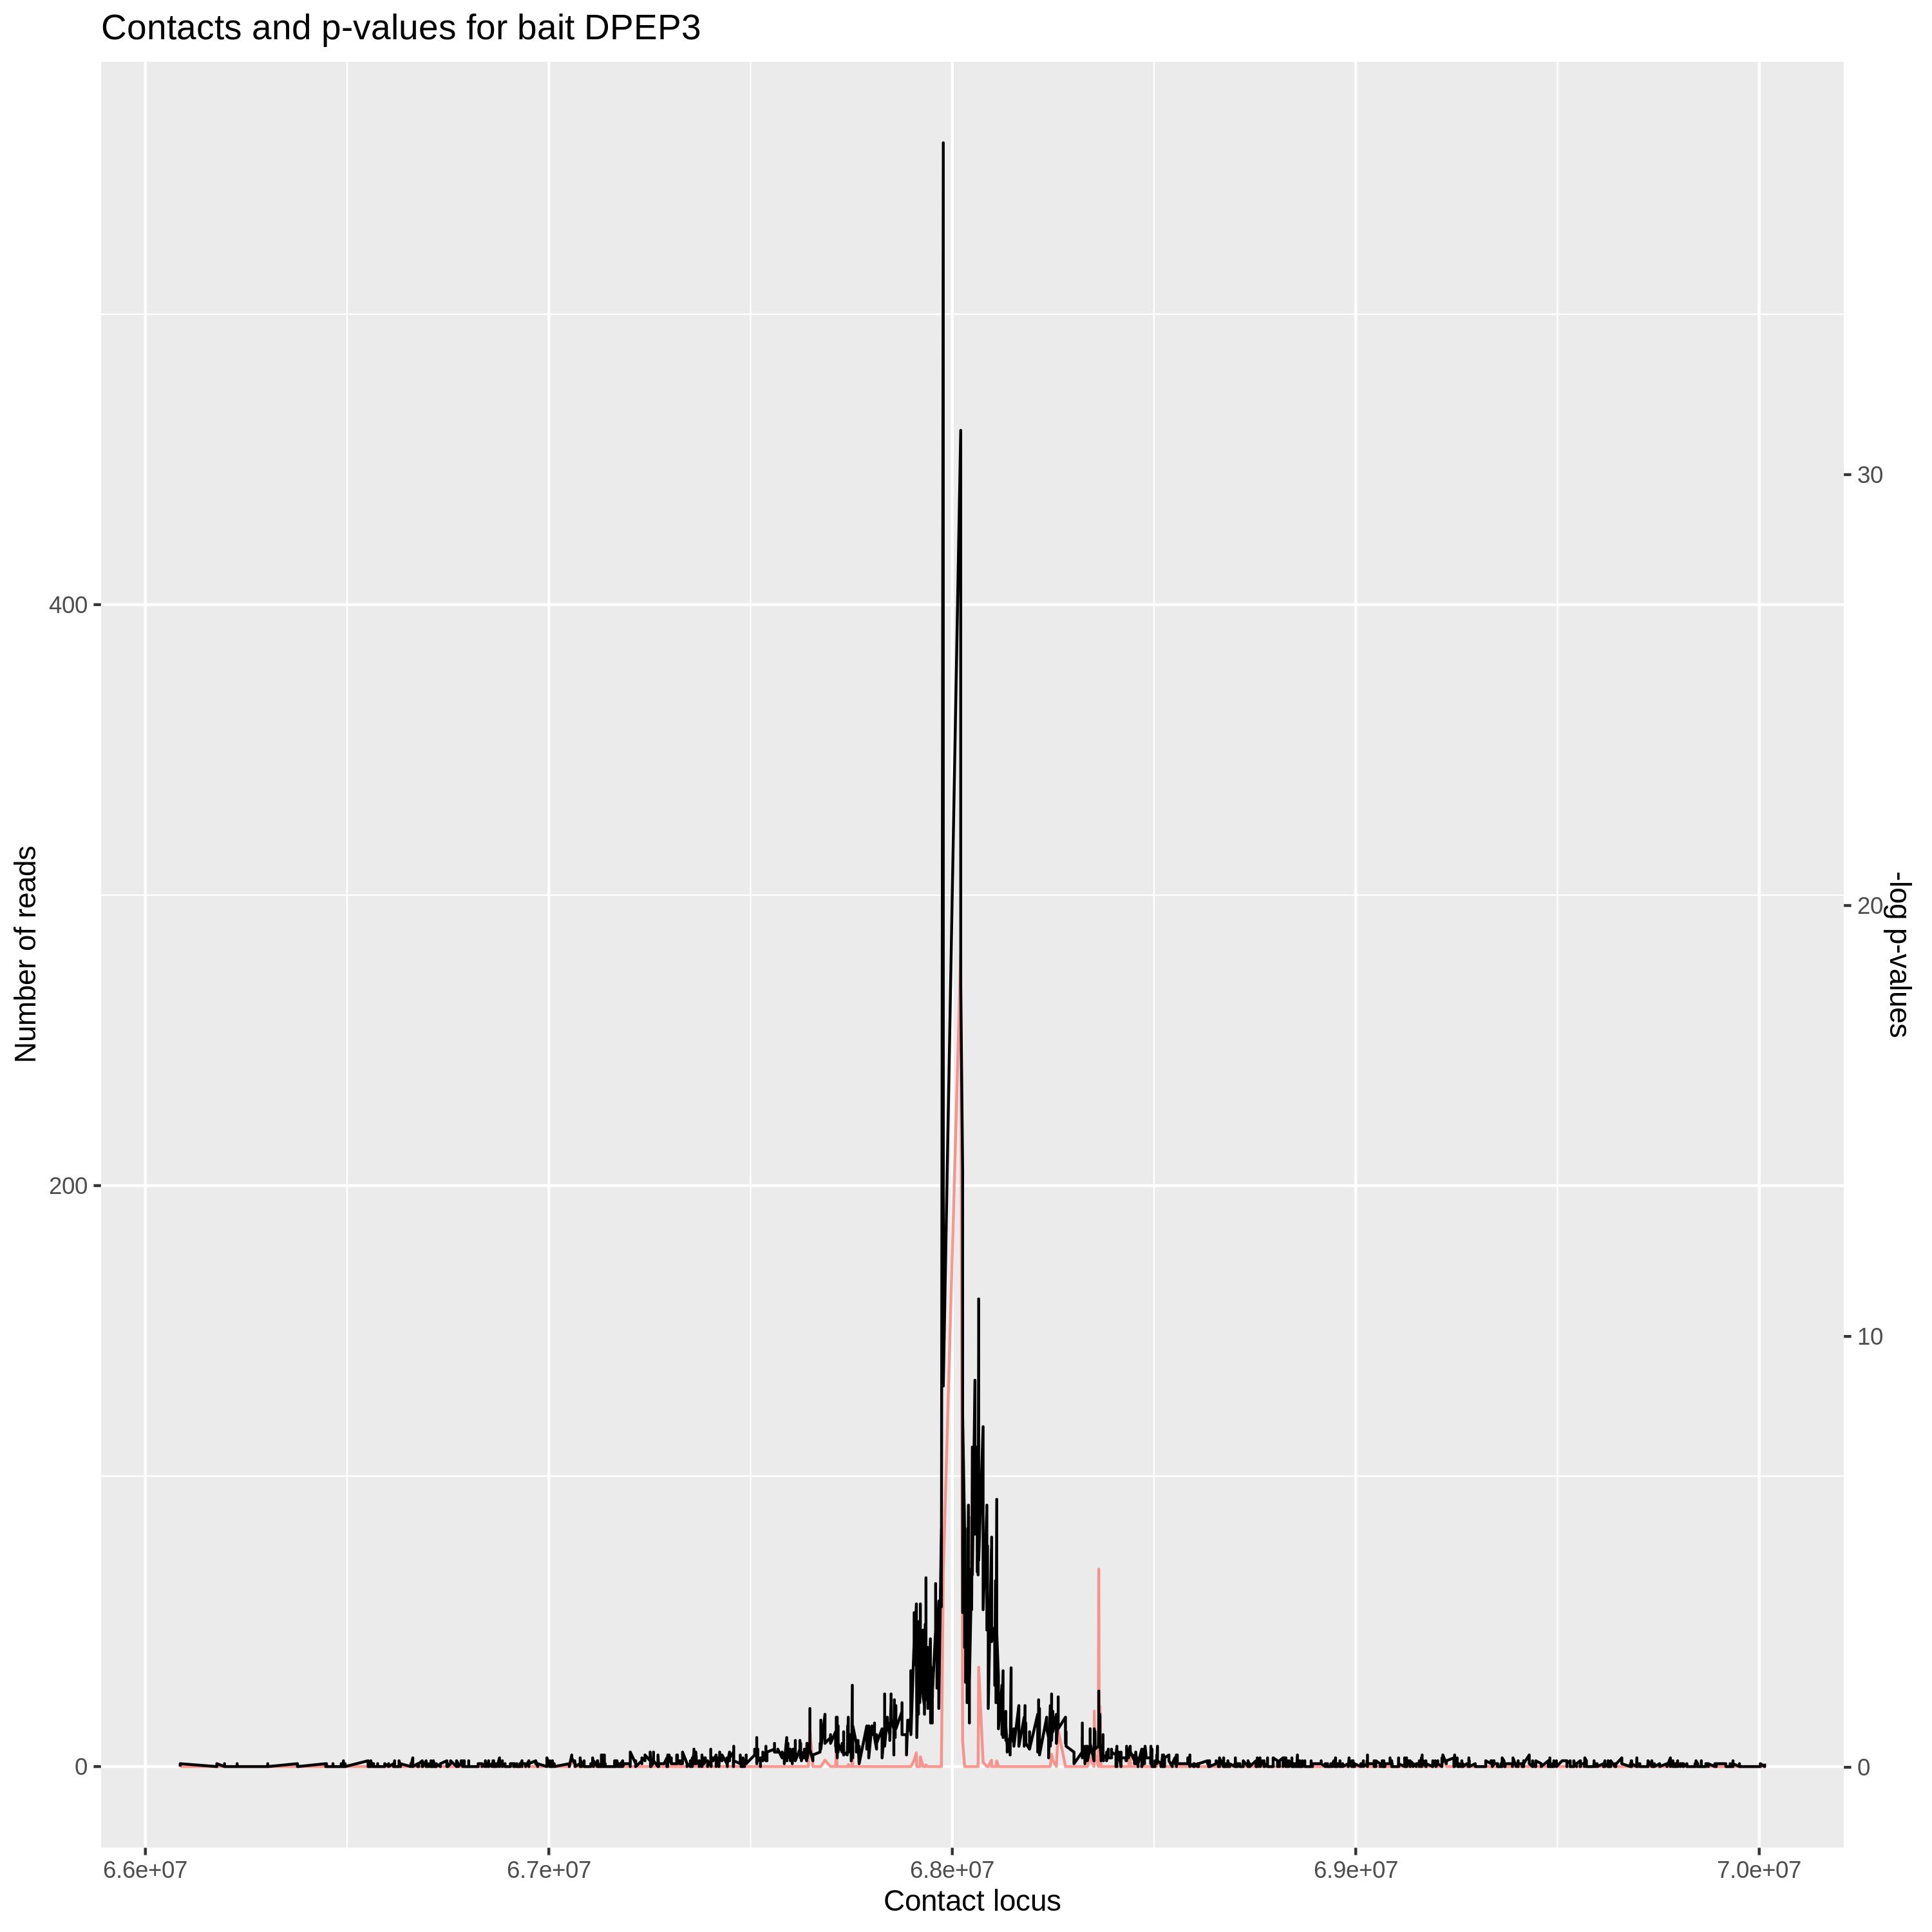 Contacts and p-values for bait DPEP3
Number of reads
400
200
0
30
20
10
0
-log p-values
6.6e+07 6.7e+07 6.8e+07 6.9e+07 7.0e+07
Contact locus